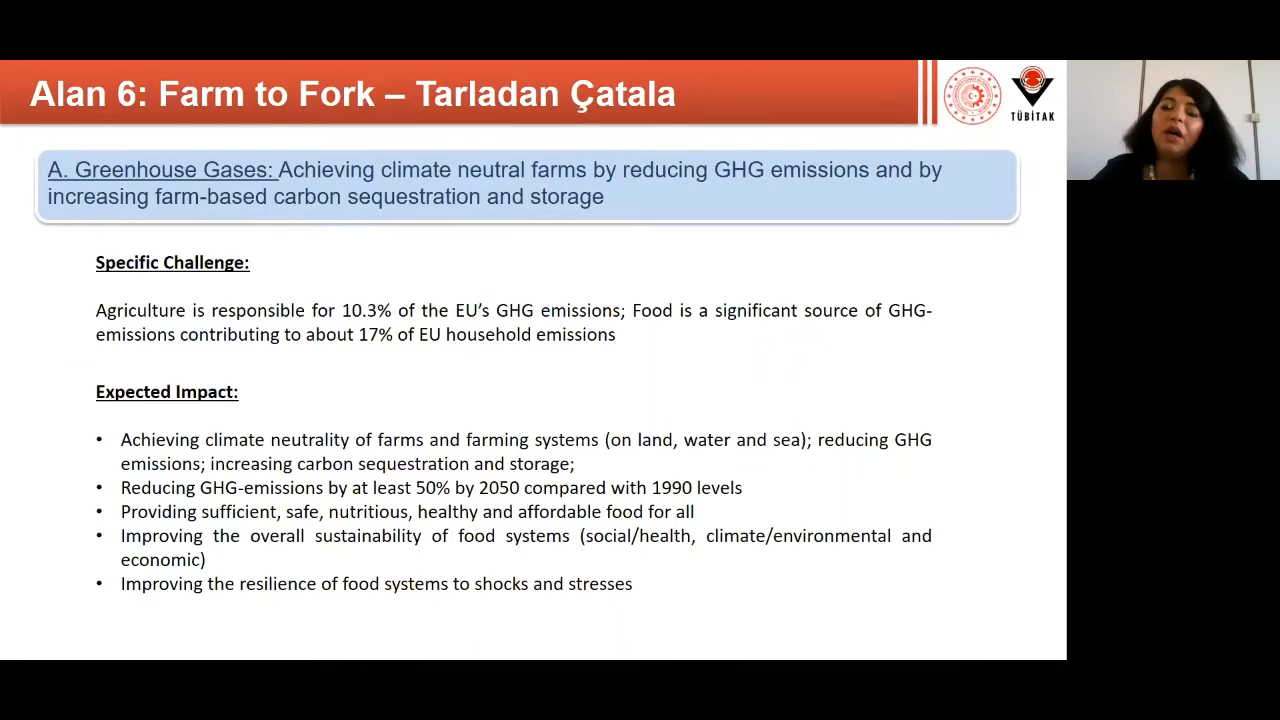 Alan 6: Farm to Fork – Tarladan Çatala
TÜBİTAK
A. Greenhouse Gases: Achieving climate neutral farms by reducing GHG emissions and by
increasing farm-based carbon sequestration and storage
Specific Challenge:
Agriculture is responsible for 10.3% of the EU’s GHG emissions; Food is a significant source of GHG-
emissions contributing to about 17% of EU household emissions
Expected Impact:
• Achieving climate neutrality of farms and farming systems (on land, water and sea); reducing GHG
emissions; increasing carbon sequestration and storage;
• Reducing GHG-emissions by at least 50% by 2050 compared with 1990 levels
• Providing sufficient, safe, nutritious, healthy and affordable food for all
• Improving the overall sustainability of food systems (social/health, climate/environmental and
economic)
• Improving the resilience of food systems to shocks and stresses